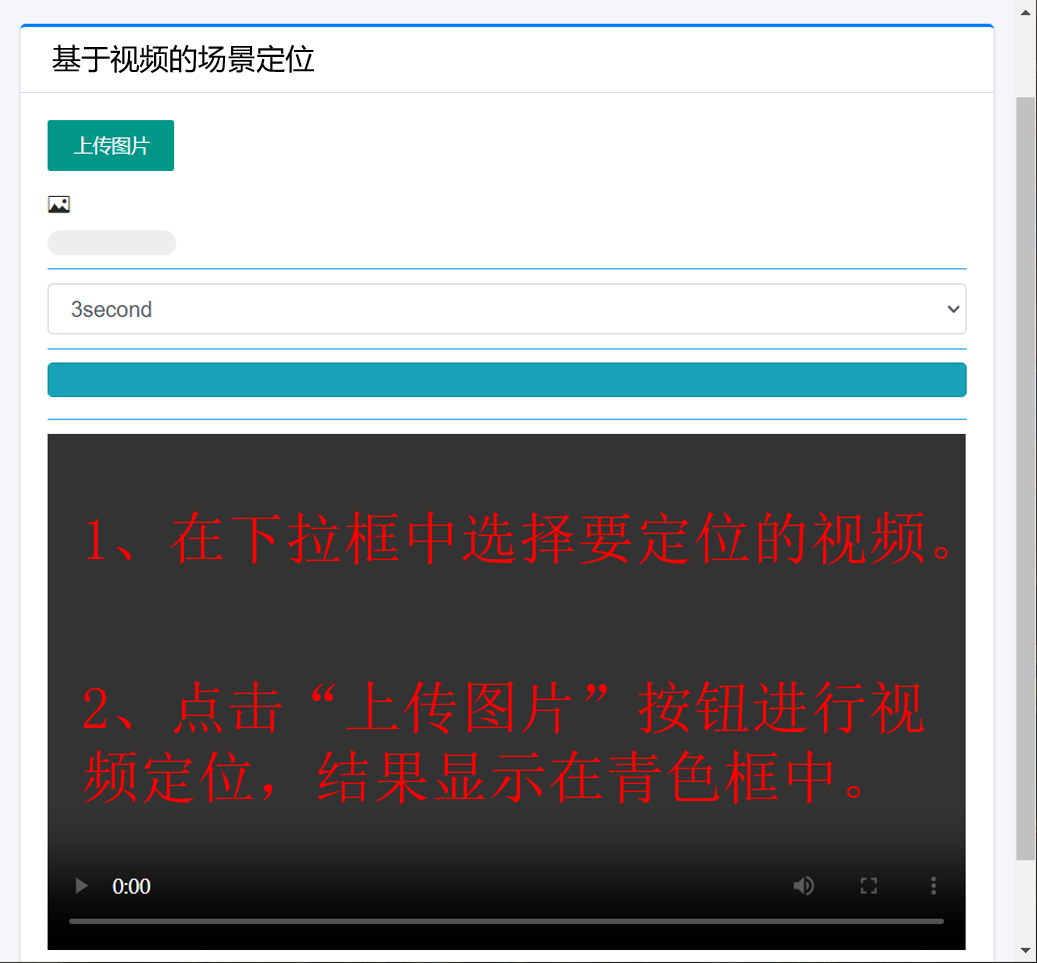 基于视频的场景定位
上传图片
3second
1、在下拉框中选择要定位的视频。
2、点击“上传图片”按钮进行视
频定位，结果显示在青色框中。
0:00